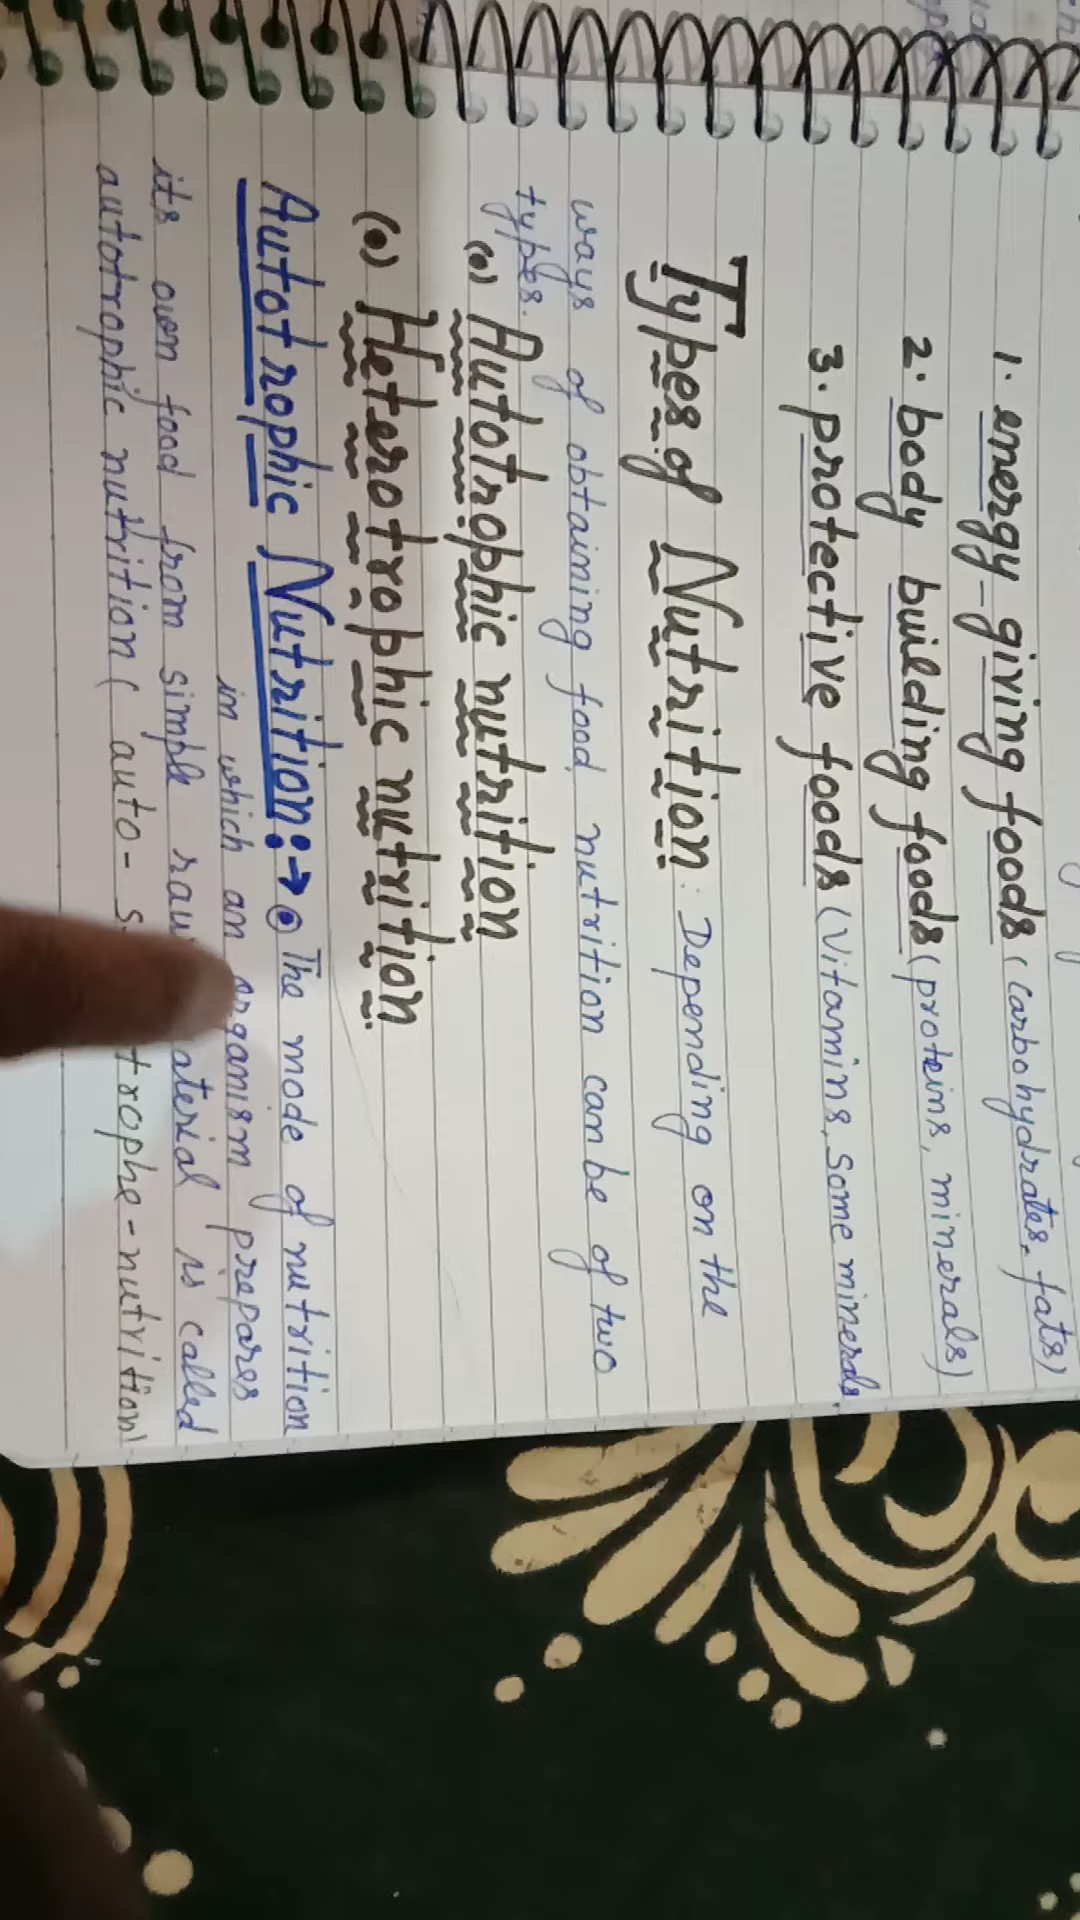 1. energy-giving foods (carbohydrates, fats)
2. body building foods (proteins, minerals)
3. protective foods (Vitamins, Some minerals.
Types of Nutrition: Depending on the
ways of obtaining food, nutrition can be of two
types.
(•) Autotrophic nutrition
(•) Heterotrophic nutrition
Autotrophic Nutrition:→ The mode of nutrition
in which an organism prepares
its own food from simple raw material is called
autotrophic nutrition ( auto- trophe-nutrition)